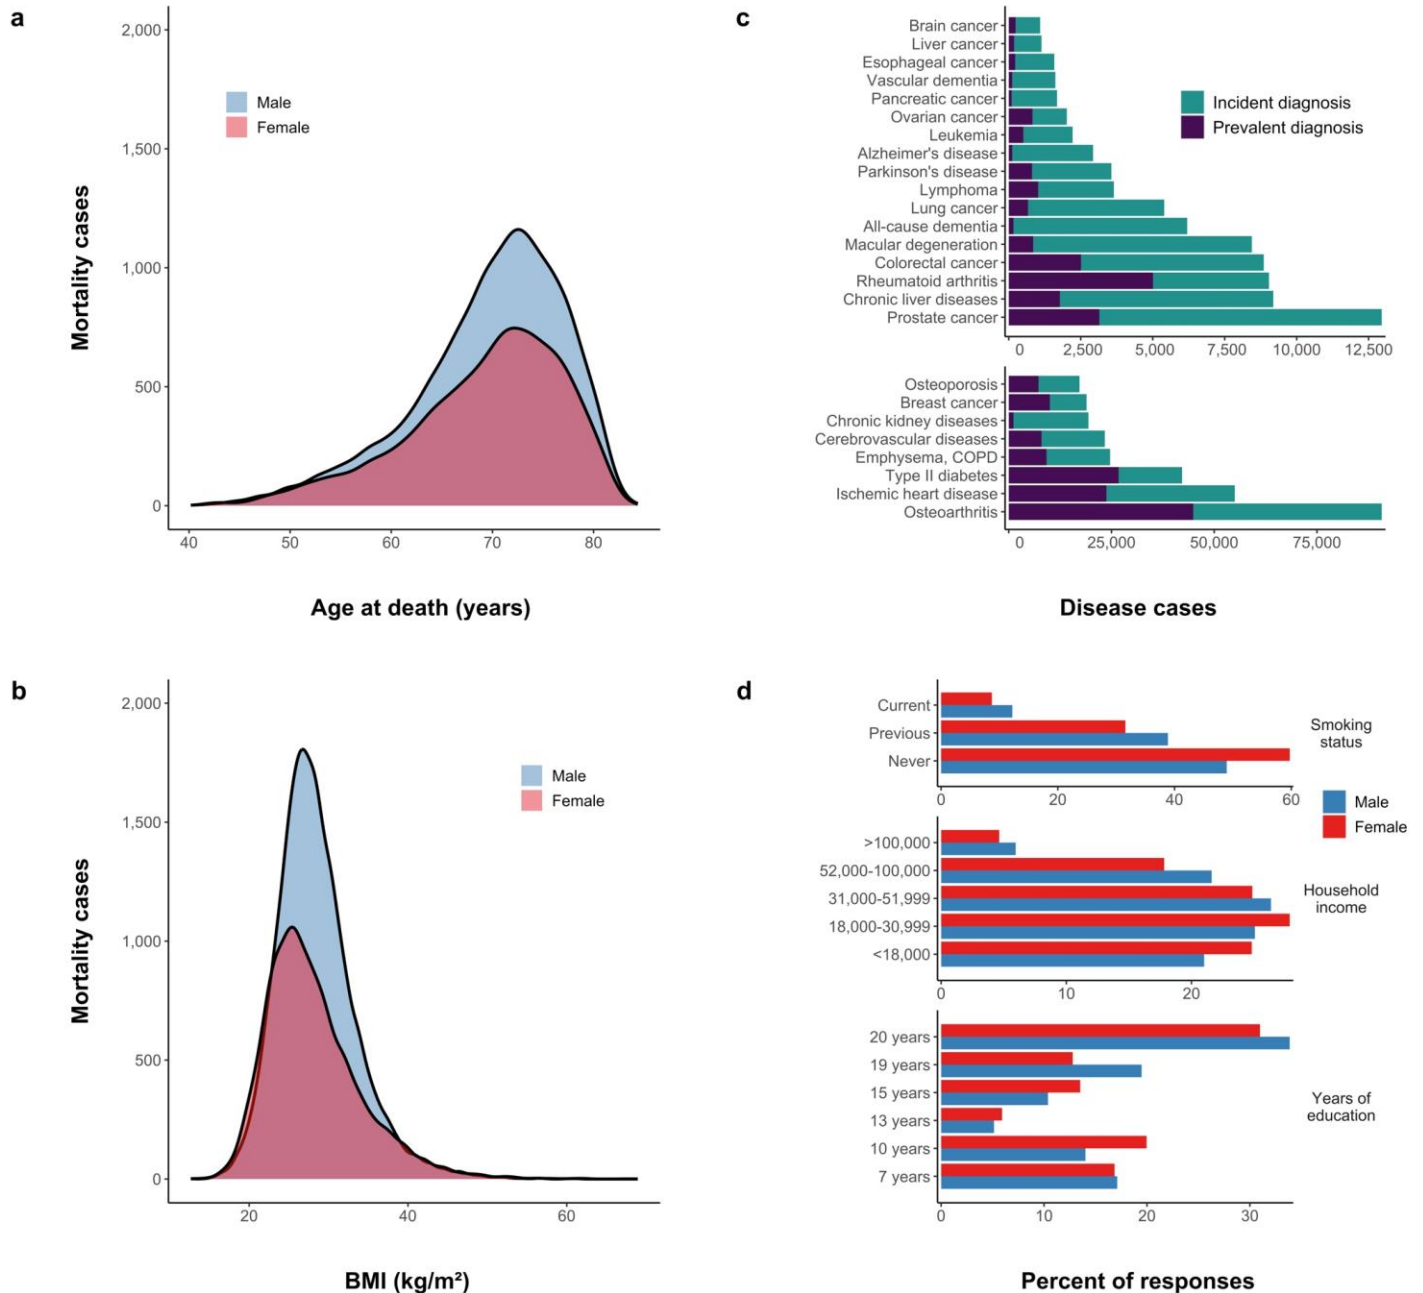 a
2,000
1,500
1,000
500
0
Mortality cases
Male
Female
40 50 60 70 80
Age at death (years)
c
Brain cancer
Liver cancer
Esophageal cancer
Vascular dementia
Pancreatic cancer
Ovarian cancer
Leukemia
Alzheimer's disease
Parkinson's disease
Lymphoma
Lung cancer
All-cause dementia
Macular degeneration
Colorectal cancer
Rheumatoid arthritis
Chronic liver diseases
Prostate cancer
Incident diagnosis
Prevalent diagnosis
0 2,500 5,000 7,500 10,000 12,500
Osteoporosis
Breast cancer
Chronic kidney diseases
Cerebrovascular diseases
Emphysema, COPD
Type II diabetes
Ischemic heart disease
Osteoarthritis
0 25,000 50,000 75,000
Disease cases
b
2,000
1,500
1,000
500
0
Mortality cases
Male
Female
20 40 60
BMI (kg/m²)
d
Current
Previous
Never
0 20 40 60
Smoking
status
Male
Female
>100,000
52,000-100,000
31,000-51,999
18,000-30,999
<18,000
0 10 20
Household
income
20 years
19 years
15 years
13 years
10 years
7 years
0 10 20 30
Years of
education
Percent of responses